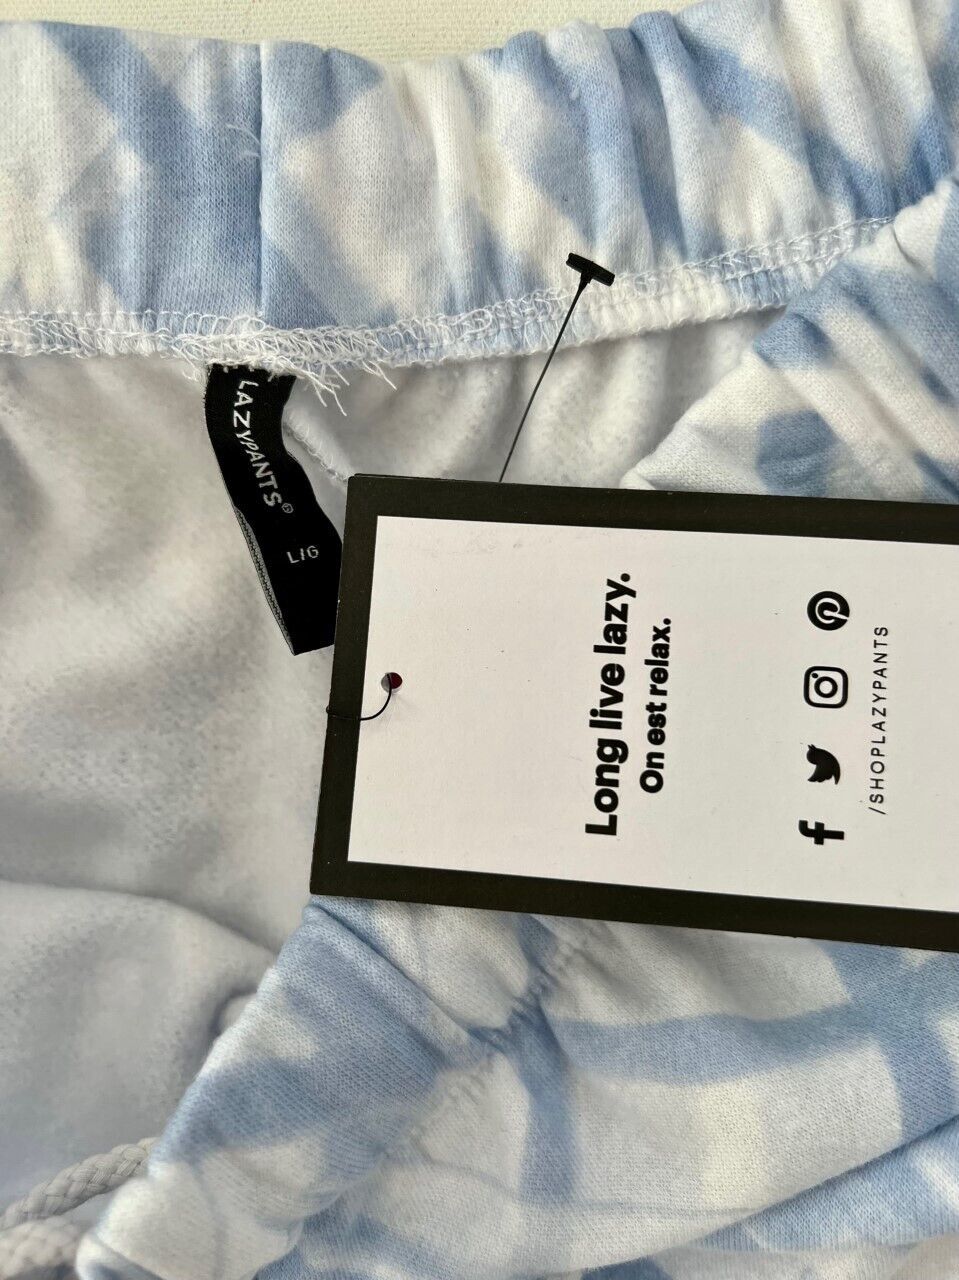 LAZYPANTS®
L/G
Long live lazy.
On est relax.
/SHOPLAZYPANTS